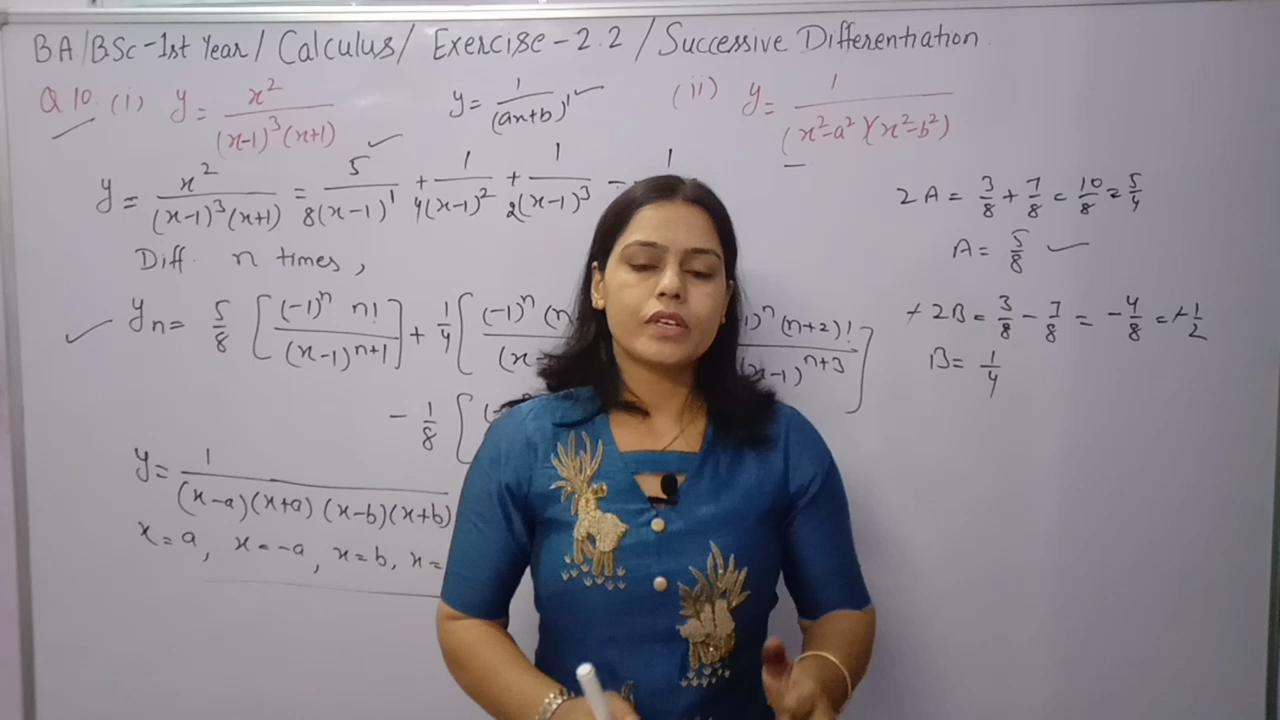 BA/BSc-1st Year/ Calculus/ Exercise-2.2 / Successive Differentiation
Q 10 (i) y = x²/((x-1)³(x+1))
y = 1/(ax+b)¹ ✓
(ii) y = 1/((x²-a²)(x²-b²))
y = x²/((x-1)³(x+1)) = 5/(8(x-1)¹) + 1/(4(x-1)²) + 1/(2(x-1)³) - 1
Diff. n times,
yn = 5/8 [(-1)ⁿ n!/(x-1)ⁿ⁺¹] + 1/4 [(-1)ⁿ (n
)ⁿ (n+2)!/(x-1)ⁿ⁺³]
- 1/8 [(-
y = 1/((x-a)(x+a)(x-b)(x+b))
x = a, x = -a, x = b, x =
2A = 3/8 + 7/8 = 10/8 = 5/4
A = 5/8 ✓
+2B = 3/8 - 7/8 = -4/8 = +1/2
B = 1/4